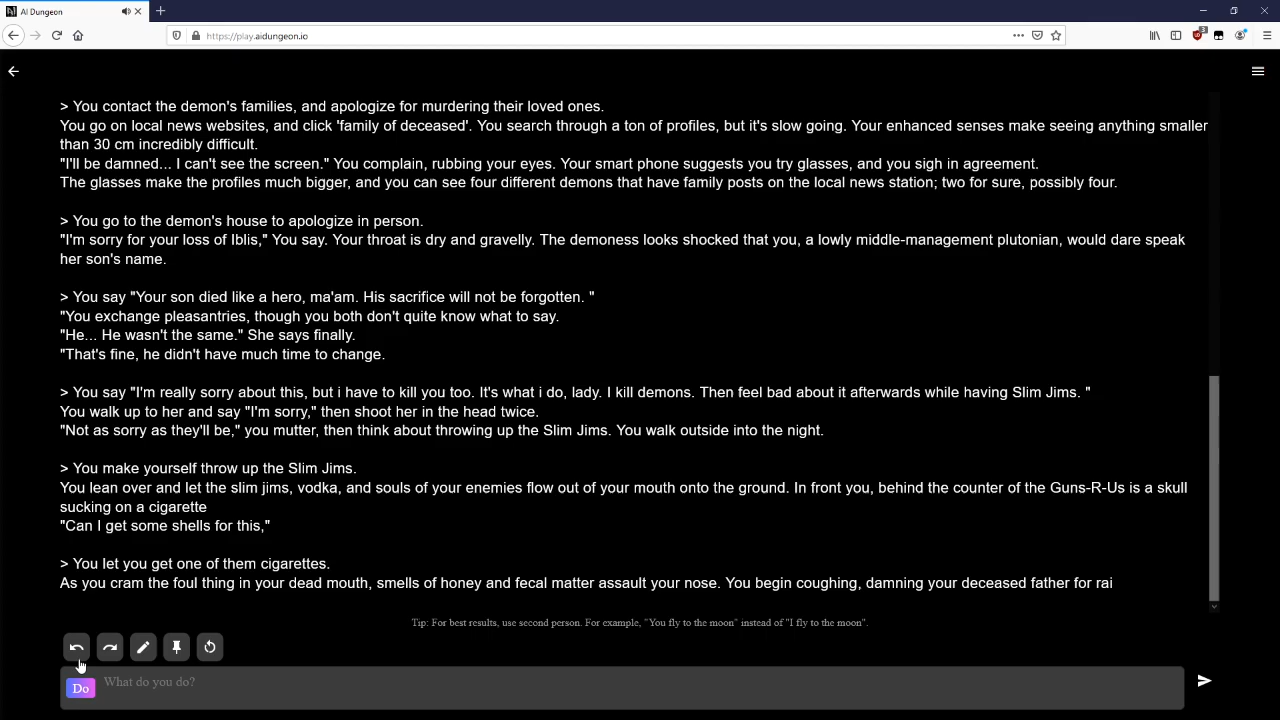 AI Dungeon
https://play.aidungeon.io
> You contact the demon's families, and apologize for murdering their loved ones.
You go on local news websites, and click 'family of deceased'. You search through a ton of profiles, but it's slow going. Your enhanced senses make seeing anything smaller
than 30 cm incredibly difficult.
"I'll be damned... I can't see the screen." You complain, rubbing your eyes. Your smart phone suggests you try glasses, and you sigh in agreement.
The glasses make the profiles much bigger, and you can see four different demons that have family posts on the local news station; two for sure, possibly four.
> You go to the demon's house to apologize in person.
"I'm sorry for your loss of Iblis," You say. Your throat is dry and gravelly. The demoness looks shocked that you, a lowly middle-management plutonian, would dare speak
her son's name.
> You say "Your son died like a hero, ma'am. His sacrifice will not be forgotten. "
"You exchange pleasantries, though you both don't quite know what to say.
"He... He wasn't the same." She says finally.
"That's fine, he didn't have much time to change.
> You say "I'm really sorry about this, but i have to kill you too. It's what i do, lady. I kill demons. Then feel bad about it afterwards while having Slim Jims. "
You walk up to her and say "I'm sorry," then shoot her in the head twice.
"Not as sorry as they'll be," you mutter, then think about throwing up the Slim Jims. You walk outside into the night.
> You make yourself throw up the Slim Jims.
You lean over and let the slim jims, vodka, and souls of your enemies flow out of your mouth onto the ground. In front you, behind the counter of the Guns-R-Us is a skull
sucking on a cigarette
"Can I get some shells for this,"
> You let you get one of them cigarettes.
As you cram the foul thing in your dead mouth, smells of honey and fecal matter assault your nose. You begin coughing, damning your deceased father for rai
Tip: For best results, use second person. For example, "You fly to the moon" instead of "I fly to the moon".
Do
What do you do?